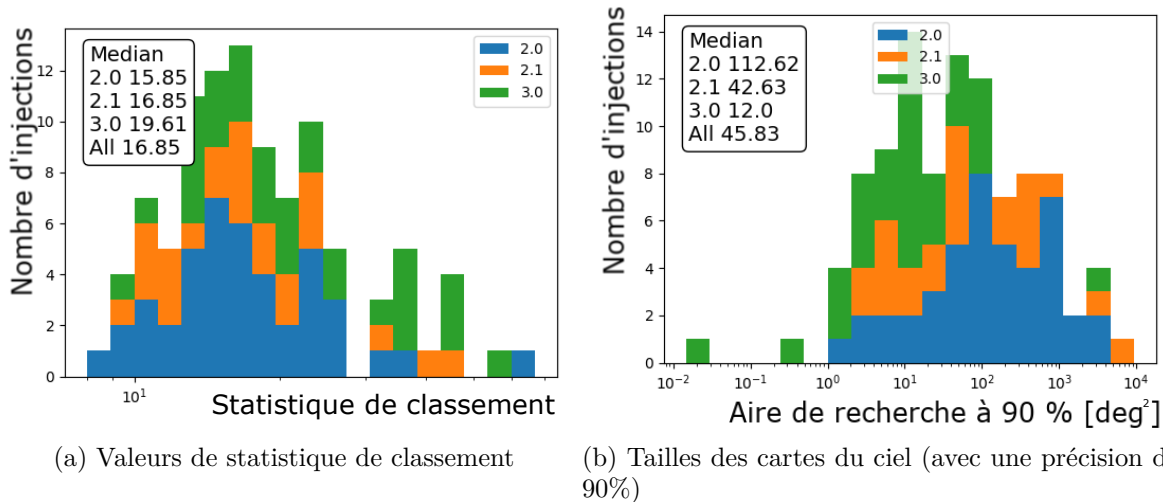 Nombre d'injections
12
10
8
6
4
2
0
Median
2.0 15.85
2.1 16.85
3.0 19.61
All 16.85
2.0
2.1
3.0
10¹
Statistique de classement
(a) Valeurs de statistique de classement
Nombre d'injections
14
12
10
8
6
4
2
0
Median
2.0 112.62
2.1 42.63
3.0 12.0
All 45.83
2.0
2.1
3.0
10⁻² 10⁻¹ 10⁰ 10¹ 10² 10³ 10⁴
Aire de recherche à 90 % [deg²]
(b) Tailles des cartes du ciel (avec une précision d
90%)